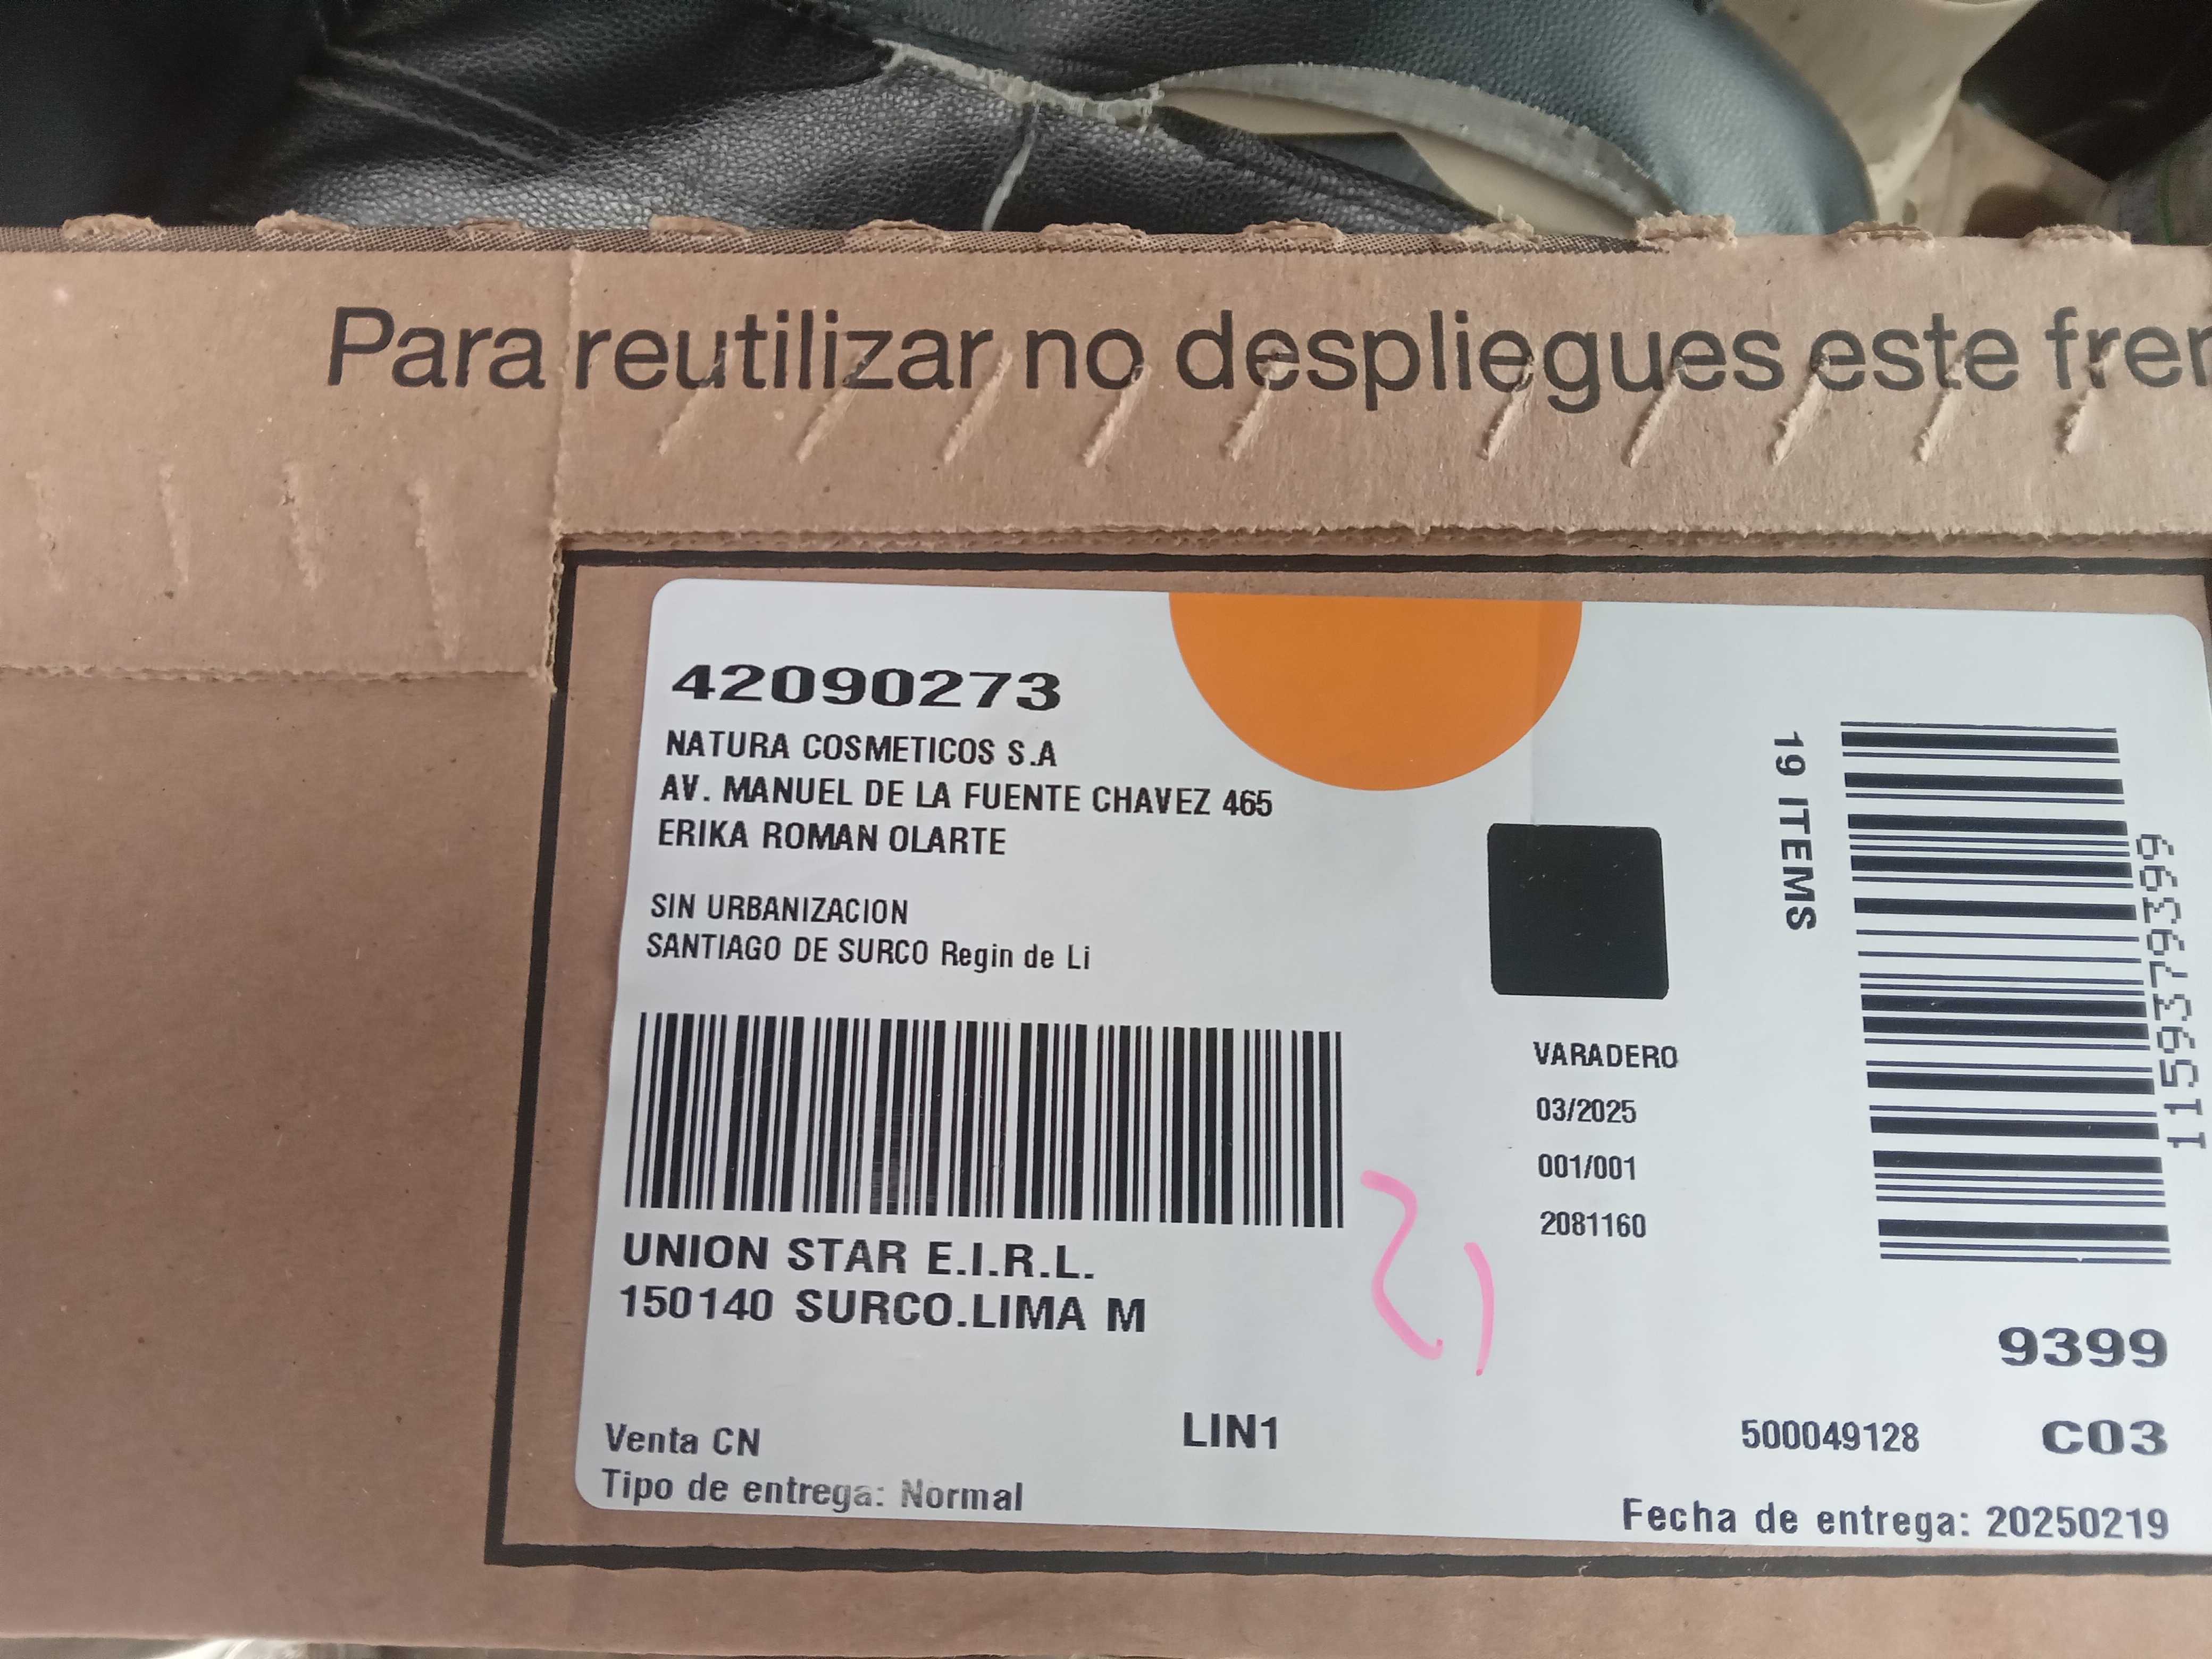 Para reutilizar no despliegues este fren
42090273
NATURA COSMETICOS S.A
AV. MANUEL DE LA FUENTE CHAVEZ 465
ERIKA ROMAN OLARTE
SIN URBANIZACION
SANTIAGO DE SURCO Regin de Li
19 ITEMS
1159379399
VARADERO
03/2025
001/001
2081160
UNION STAR E.I.R.L.
150140 SURCO.LIMA M
21
9399
Venta CN
LIN1
500049128 C03
Tipo de entrega: Normal
Fecha de entrega: 20250219